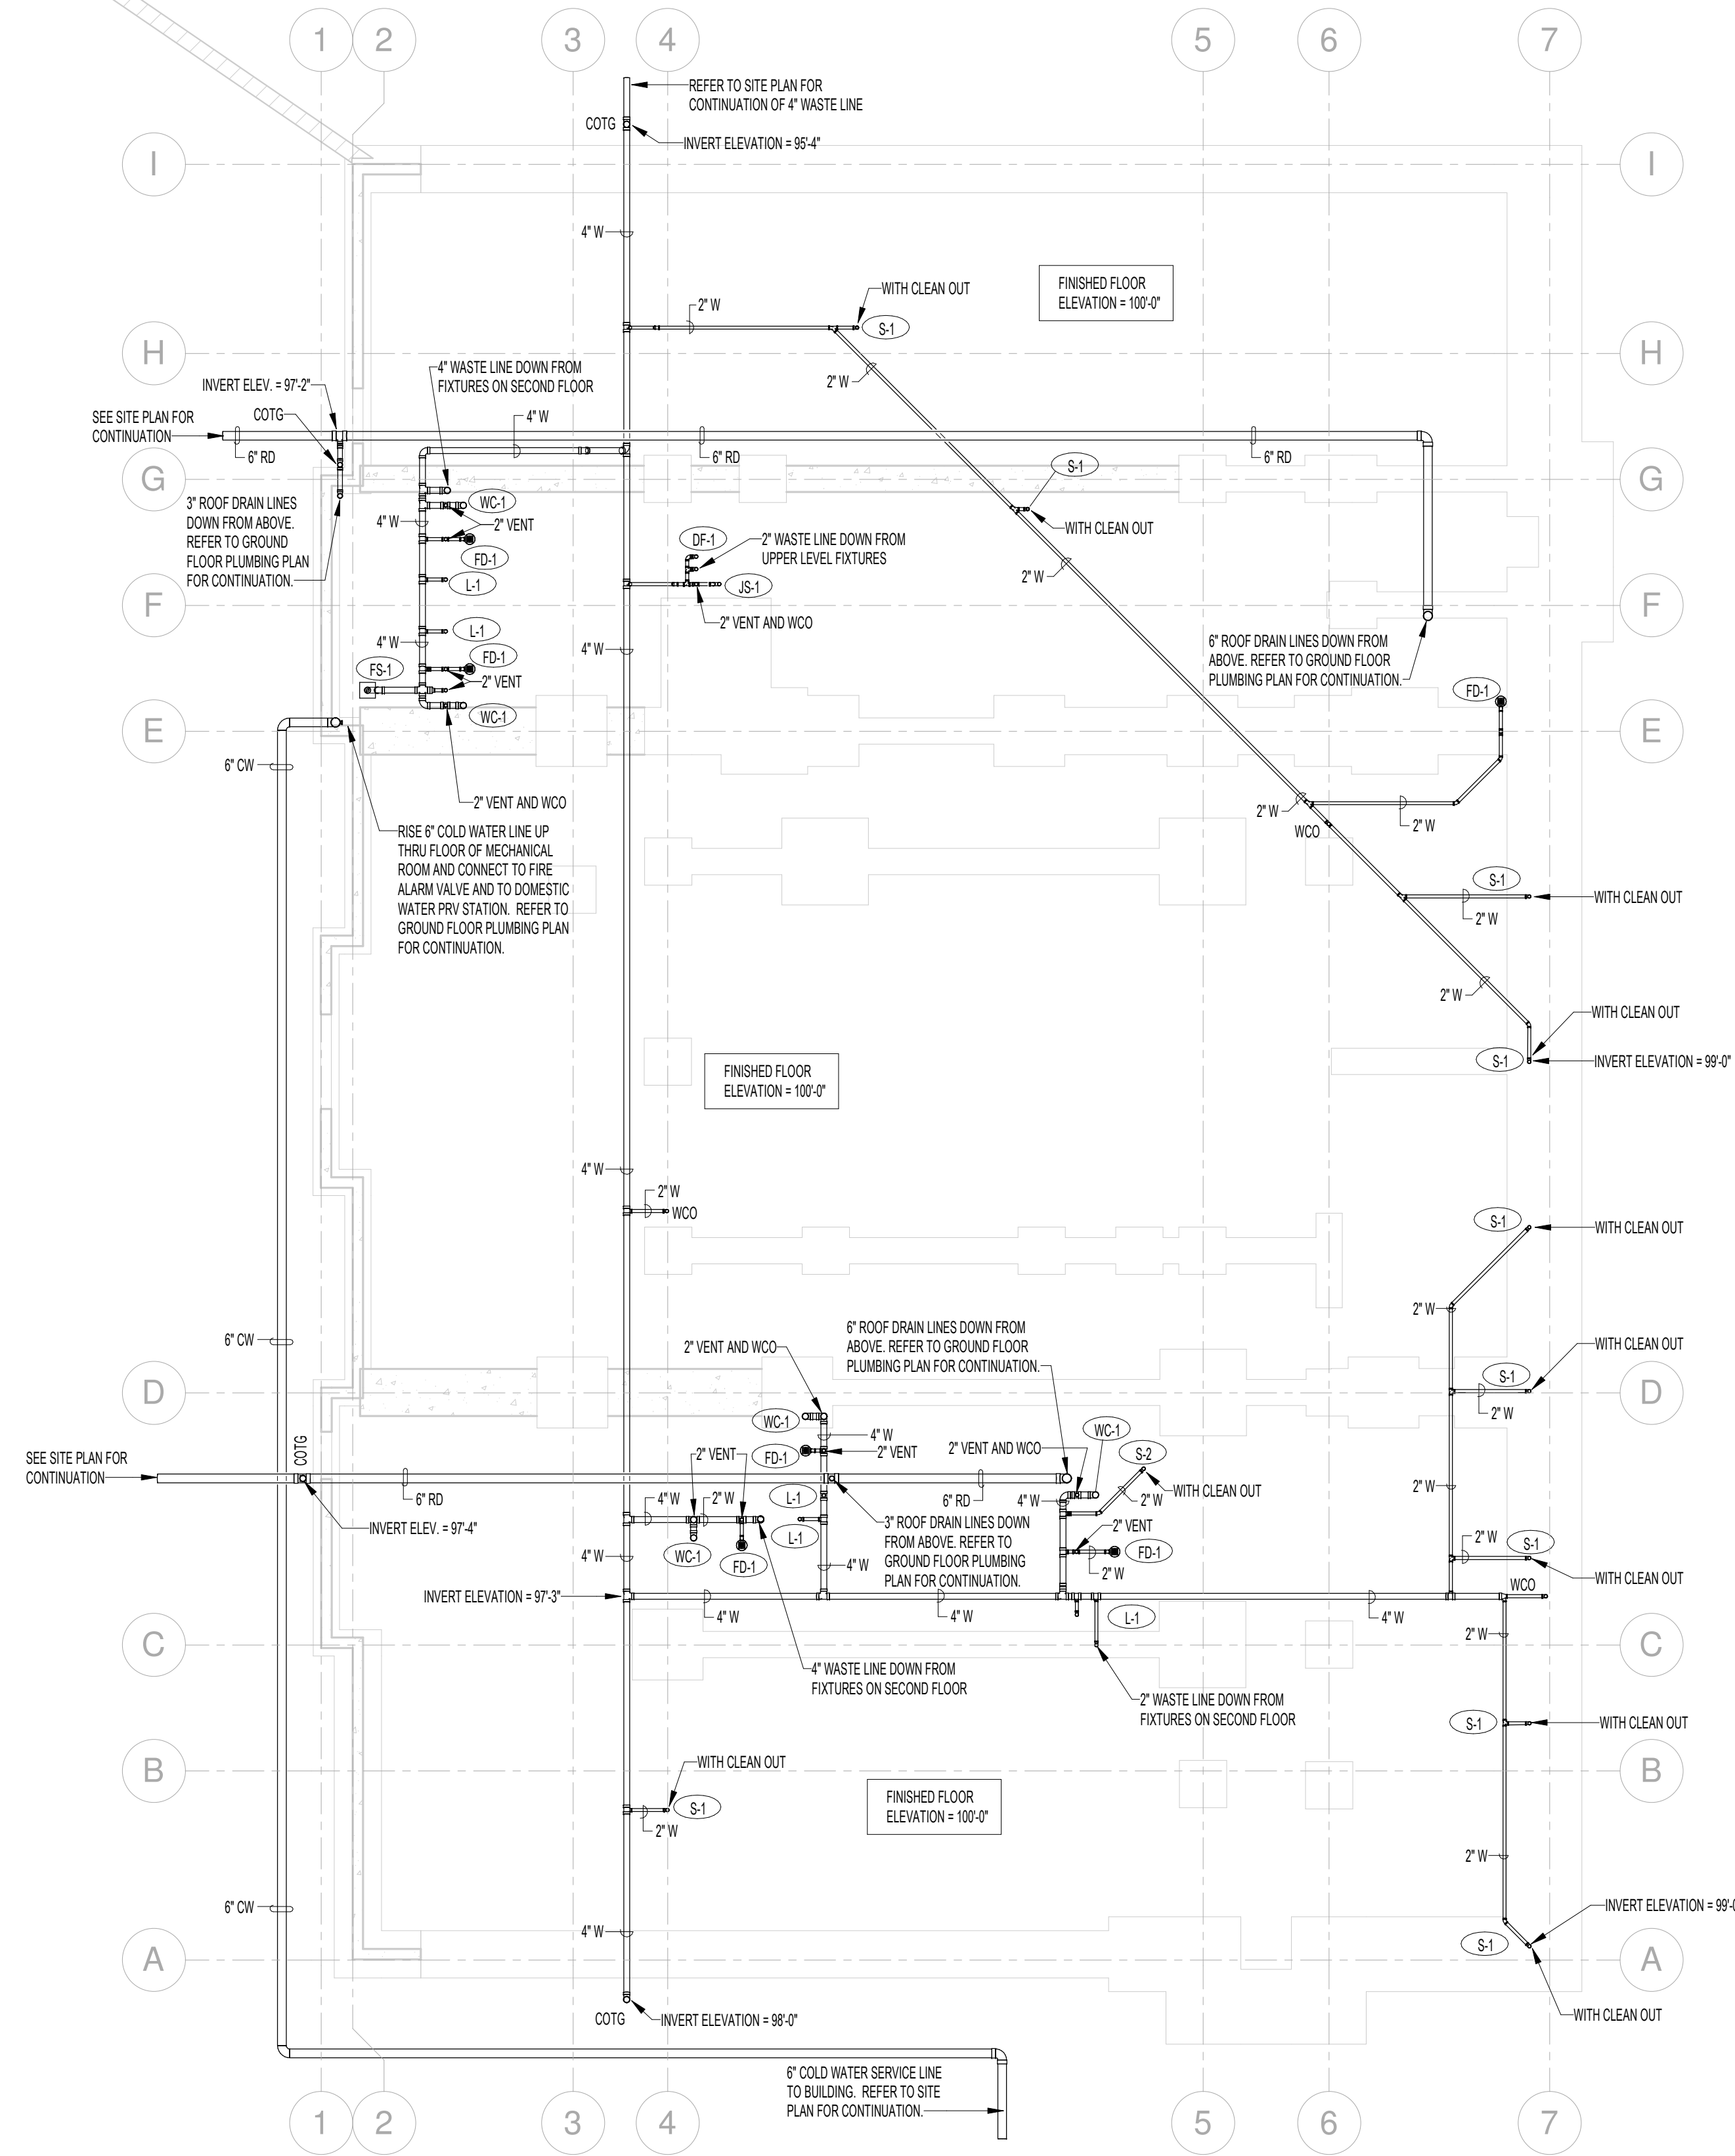 1
2
3
4
5
6
7
REFER TO SITE PLAN FOR
CONTINUATION OF 4" WASTE LINE
COTG
INVERT ELEVATION = 95'-4"
I
I
4" W
WITH CLEAN OUT
FINISHED FLOOR
ELEVATION = 100'-0"
2" W
S-1
H
H
4" WASTE LINE DOWN FROM
FIXTURES ON SECOND FLOOR
2" W
INVERT ELEV. = 97'-2"
COTG
SEE SITE PLAN FOR
CONTINUATION
4" W
6" RD
6" RD
6" RD
G
G
S-1
3" ROOF DRAIN LINES
DOWN FROM ABOVE.
REFER TO GROUND
FLOOR PLUMBING PLAN
FOR CONTINUATION.
WC-1
4" W
2" VENT
WITH CLEAN OUT
FD-1
DF-1
2" WASTE LINE DOWN FROM
UPPER LEVEL FIXTURES
L-1
JS-1
2" W
F
F
2" VENT AND WCO
L-1
4" W
4" W
FD-1
FS-1
2" VENT
6" ROOF DRAIN LINES DOWN FROM
ABOVE. REFER TO GROUND FLOOR
PLUMBING PLAN FOR CONTINUATION.
FD-1
WC-1
E
E
6" CW
2" VENT AND WCO
2" W
2" W
WCO
RISE 6" COLD WATER LINE UP
THRU FLOOR OF MECHANICAL
ROOM AND CONNECT TO FIRE
ALARM VALVE AND TO DOMESTIC
WATER PRV STATION. REFER TO
GROUND FLOOR PLUMBING PLAN
FOR CONTINUATION.
S-1
WITH CLEAN OUT
2" W
2" W
WITH CLEAN OUT
S-1
INVERT ELEVATION = 99'-0"
FINISHED FLOOR
ELEVATION = 100'-0"
4" W
2" W
WCO
S-1
WITH CLEAN OUT
2" W
6" CW
6" ROOF DRAIN LINES DOWN FROM
ABOVE. REFER TO GROUND FLOOR
PLUMBING PLAN FOR CONTINUATION.
2" VENT AND WCO
WITH CLEAN OUT
S-1
D
D
2" W
WC-1
4" W
WC-1
COTG
SEE SITE PLAN FOR
CONTINUATION
FD-1
2" VENT
2" VENT
2" VENT AND WCO
S-2
WITH CLEAN OUT
2" W
6" RD
L-1
6" RD
4" W
2" W
4" W
2" W
INVERT ELEV. = 97'-4"
L-1
3" ROOF DRAIN LINES DOWN
FROM ABOVE. REFER TO
GROUND FLOOR PLUMBING
PLAN FOR CONTINUATION.
2" VENT
FD-1
2" W
2" W
S-1
WITH CLEAN OUT
4" W
WC-1
FD-1
4" W
INVERT ELEVATION = 97'-3"
WCO
4" W
4" W
L-1
4" W
C
C
2" W
4" WASTE LINE DOWN FROM
FIXTURES ON SECOND FLOOR
2" WASTE LINE DOWN FROM
FIXTURES ON SECOND FLOOR
S-1
WITH CLEAN OUT
B
B
WITH CLEAN OUT
S-1
2" W
FINISHED FLOOR
ELEVATION = 100'-0"
2" W
6" CW
INVERT ELEVATION = 99'-0
4" W
S-1
A
A
WITH CLEAN OUT
COTG
INVERT ELEVATION = 98'-0"
6" COLD WATER SERVICE LINE
TO BUILDING. REFER TO SITE
PLAN FOR CONTINUATION.
1
2
3
4
5
6
7